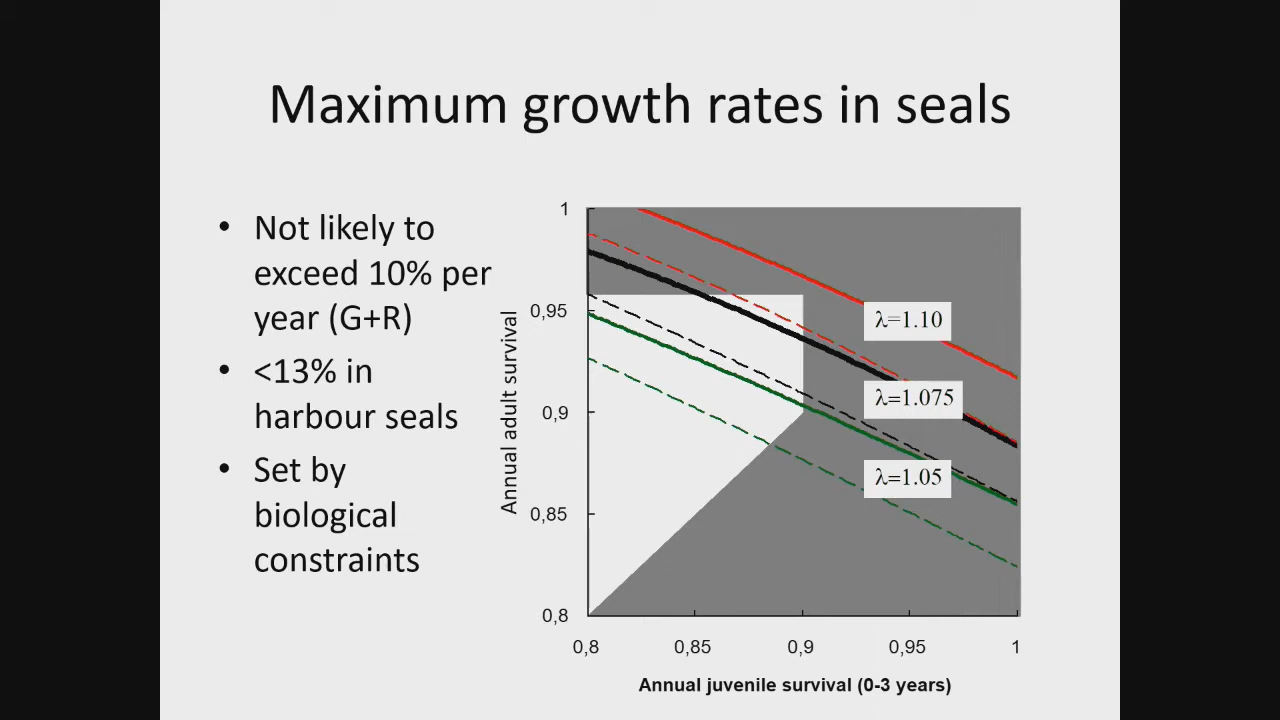 Maximum growth rates in seals
• Not likely to
exceed 10% per
year (G+R)
• <13% in
harbour seals
• Set by
biological
constraints
Annual adult survival
1
0,95
0,9
0,85
0,8
λ=1.10
λ=1.075
λ=1.05
0,8 0,85 0,9 0,95 1
Annual juvenile survival (0-3 years)